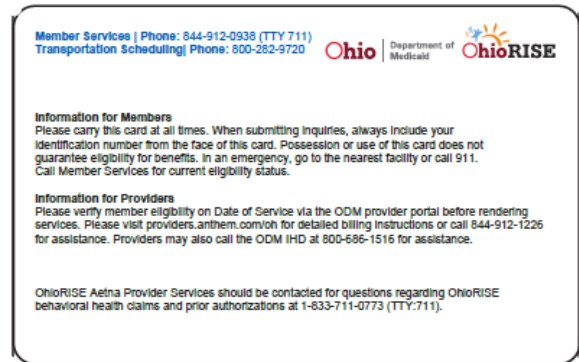 Member Services | Phone: 844-912-0938 (TTY 711)
Transportation Scheduling| Phone: 800-282-9720
Ohio
Department of
Medicaid
OhioRISE
Information for Members
Please carry this card at all times. When submitting inquiries, always include your
identification number from the face of this card. Possession or use of this card does not
guarantee eligibility for benefits. In an emergency, go to the nearest facility or call 911.
Call Member Services for current eligibility status.
Information for Providers
Please verify member eligibility on Date of Service via the ODM provider portal before rendering
services. Please visit providers.anthem.com/oh for detailed billing instructions or call 844-912-1226
for assistance. Providers may also call the ODM IHD at 800-686-1516 for assistance.
OhioRISE Aetna Provider Services should be contacted for questions regarding OhioRISE
behavioral health claims and prior authorizations at 1-833-711-0773 (TTY:711).